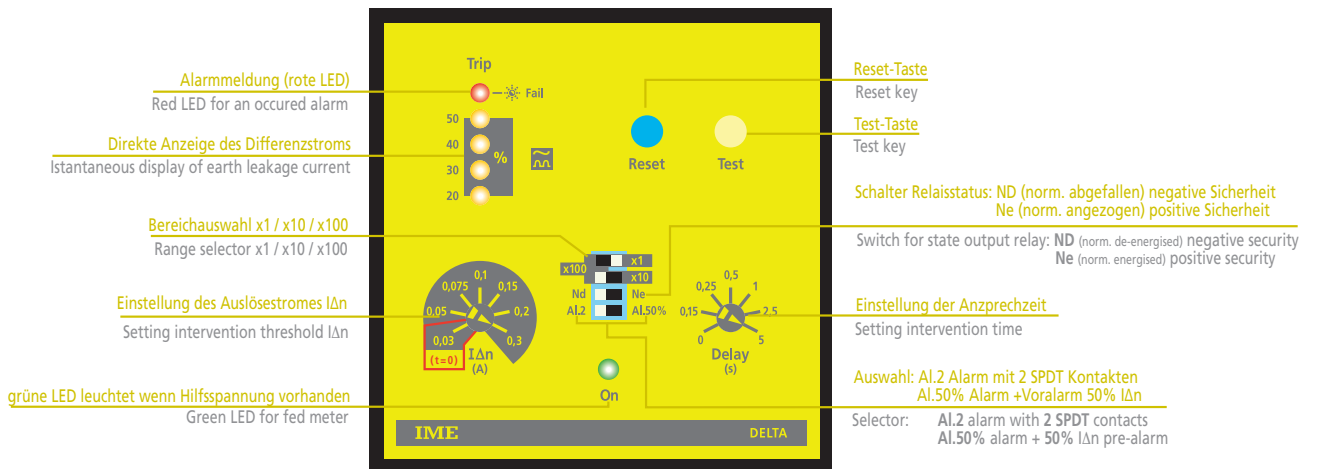 Alarmmeldung (rote LED)
Red LED for an occured alarm
Direkte Anzeige des Differenzstroms
Istantaneous display of earth leakage current
Bereichauswahl x1 / x10 / x100
Range selector x1 / x10 / x100
Einstellung des Auslösestromes I∆n
Setting intervention threshold I∆n
grüne LED leuchtet wenn Hilfsspannung vorhanden
Green LED for fed meter
Trip
Fail
50
40
30
20
%
Reset
Test
x100
x1
x10
Nd
Ne
Al.2
Al.50%
0,03
0,05
0,075
0,1
0,15
0,2
0,3
(t=0)
I∆n
(A)
0
0,15
0,25
0,5
1
2,5
5
Delay
(s)
On
IME
DELTA
Reset-Taste
Reset key
Test-Taste
Test key
Schalter Relaisstatus: ND (norm. abgefallen) negative Sicherheit
Ne (norm. angezogen) positive Sicherheit
Switch for state output relay: ND (norm. de-energised) negative security
Ne (norm. energised) positive security
Einstellung der Anzprechzeit
Setting intervention time
Auswahl: Al.2 Alarm mit 2 SPDT Kontakten
Al.50% Alarm +Voralarm 50% I∆n
Selector: Al.2 alarm with 2 SPDT contacts
Al.50% alarm + 50% I∆n pre-alarm